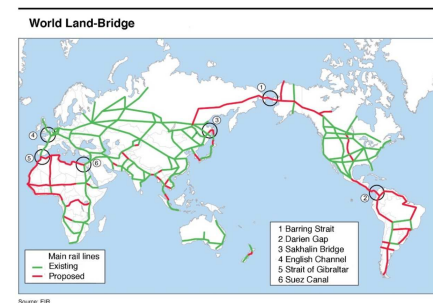 World Land-Bridge
1
4
3
5
6
2
Main rail lines
Existing
Proposed
1 Barring Strait
2 Darien Gap
3 Sakhalin Bridge
4 English Channel
5 Strait of Gibraltar
6 Suez Canal
Source: EIR